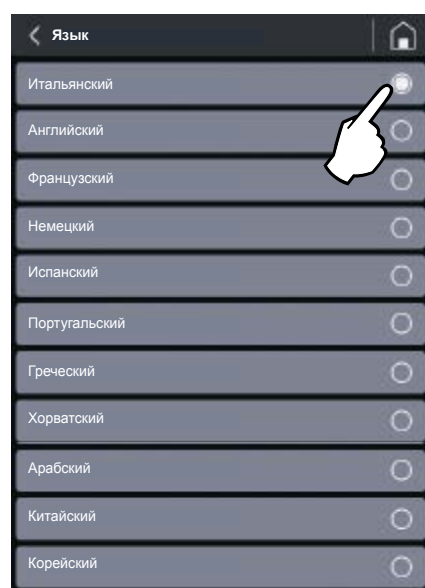 Язык
Итальянский
Английский
Французский
Немецкий
Испанский
Португальский
Греческий
Хорватский
Арабский
Китайский
Корейский